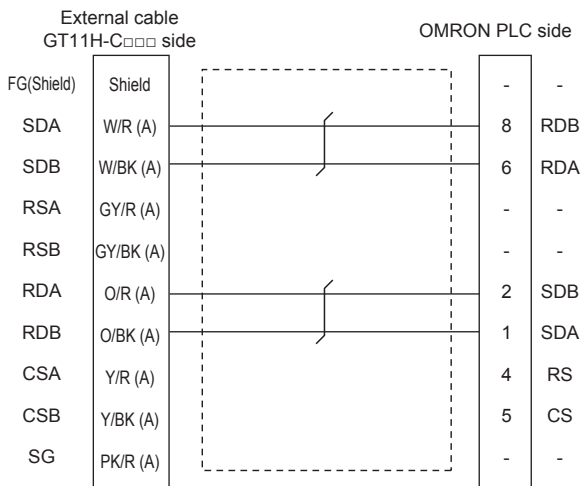 External cable
GT11H-C□□□ side
OMRON PLC side
FG(Shield) Shield - -
SDA W/R (A) 8 RDB
SDB W/BK (A) 6 RDA
RSA GY/R (A) - -
RSB GY/BK (A) - -
RDA O/R (A) 2 SDB
RDB O/BK (A) 1 SDA
CSA Y/R (A) 4 RS
CSB Y/BK (A) 5 CS
SG PK/R (A) - -